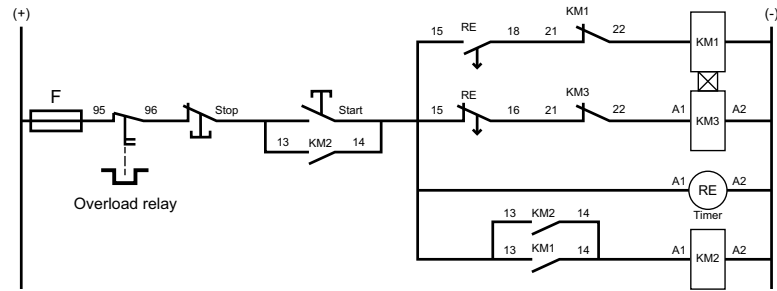 (+)
(-)
15 RE 18 21 KM1 22 KM1
F
95 96 Stop Start
15 RE 16 21 KM3 22 A1 KM3 A2
13 KM2 14
Overload relay
A1 RE A2
Timer
13 KM2 14
13 KM1 14 A1 KM2 A2